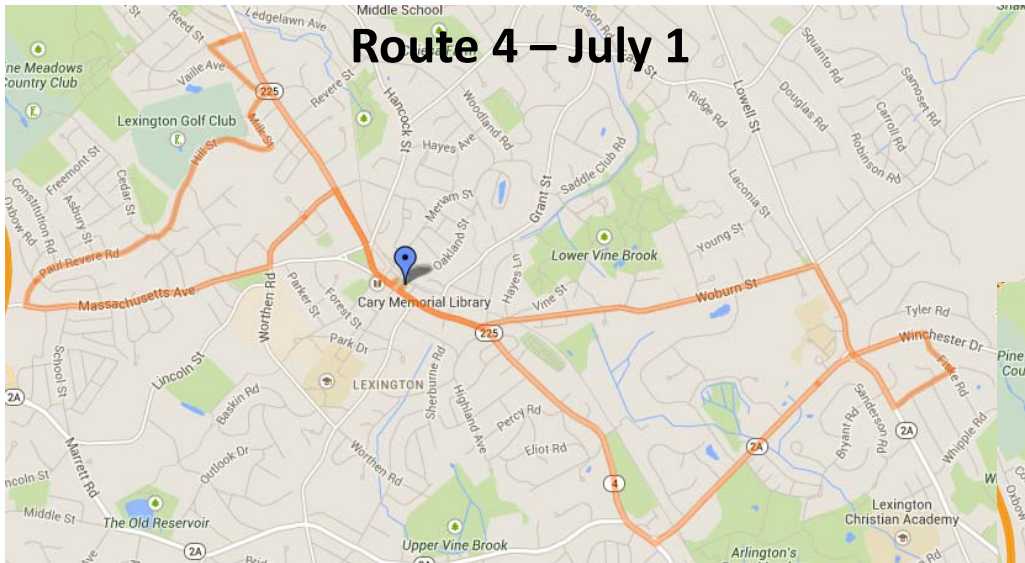 Route 4 – July 1
Middle School
Ledgelawn Ave
Reed St
Vaille Ave
Pine Meadows
Country Club
225
Revere St
Hancock St
Lexington Golf Club
Milk St
Hill St
Woodland Rd
Hayes Ave
Ridge Rd
Lowell St
Squanto Rd
Samoset Rd
Douglas Rd
Carroll Rd
Robinson Rd
Freemont St
Cedar St
Constitution Rd
Asbury St
Oxbow Rd
Saddle Club Rd
Grant St
Meriam St
Oakland St
Laconia St
Young St
Paul Revere Rd
Lower Vine Brook
Hayes Ln
Massachusetts Ave
Worthen Rd
Parker St
Forest St
Cary Memorial Library
Vine St
Woburn St
Tyler Rd
225
Winchester Dr
Park Dr
Fiske Rd
School St
Lincoln St
LEXINGTON
Sherburne Rd
Highland Ave
2A
Baskin Rd
Percy Rd
Bryant Rd
Sanderson Rd
2A
Whipple Rd
Marrett Rd
Outlook Dr
Worthen Rd
Eliot Rd
2A
4
Lincoln St
Middle St
The Old Reservoir
2A
Upper Vine Brook
2A
Lexington
Christian Academy
Arlington's
Pine
Cou
Oxbow